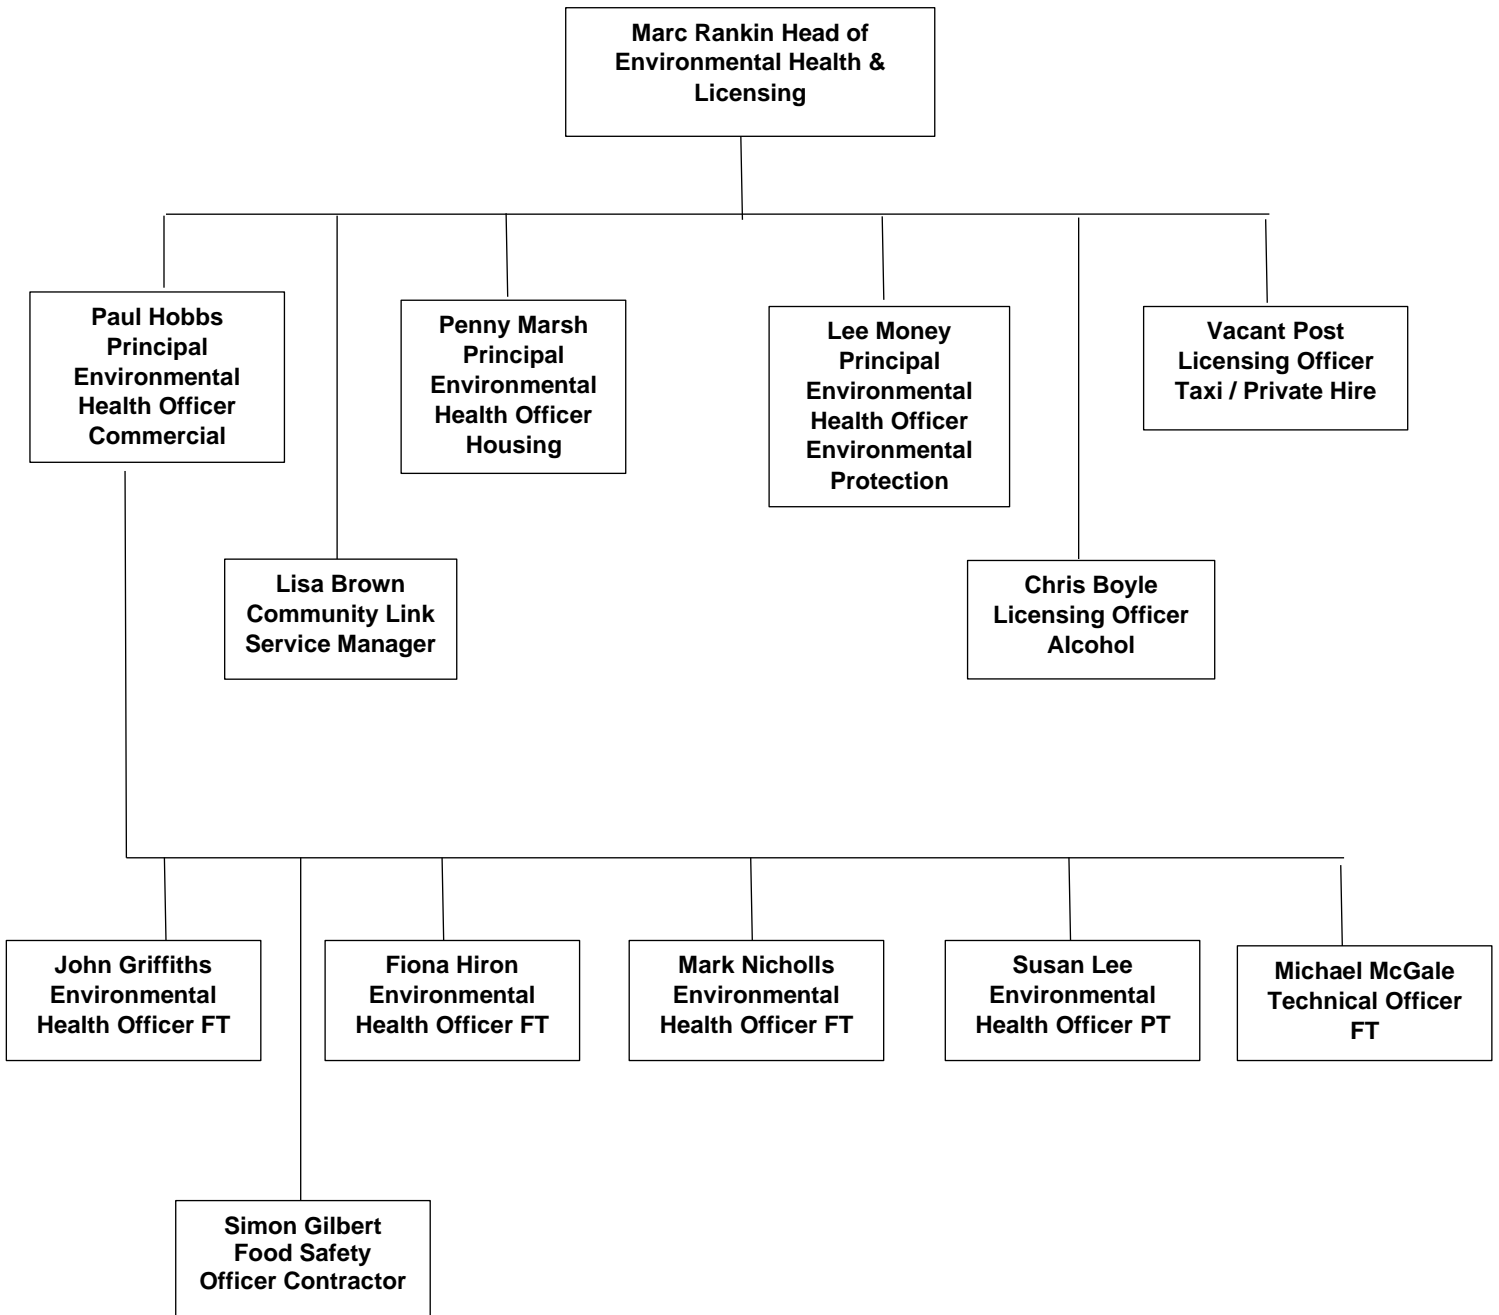 Marc Rankin Head of
Environmental Health &
Licensing
Paul Hobbs
Principal
Environmental
Health Officer
Commercial
Penny Marsh
Principal
Environmental
Health Officer
Housing
Lee Money
Principal
Environmental
Health Officer
Environmental
Protection
Vacant Post
Licensing Officer
Taxi / Private Hire
Lisa Brown
Community Link
Service Manager
Chris Boyle
Licensing Officer
Alcohol
John Griffiths
Environmental
Health Officer FT
Fiona Hiron
Environmental
Health Officer FT
Mark Nicholls
Environmental
Health Officer FT
Susan Lee
Environmental
Health Officer PT
Michael McGale
Technical Officer
FT
Simon Gilbert
Food Safety
Officer Contractor